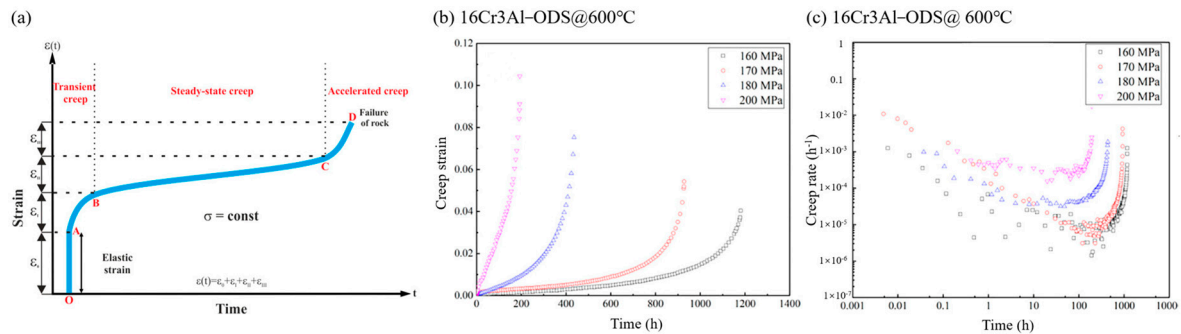 (a)
ε(t)
Transient
creep
Steady-state creep
Accelerated creep
D
Failure
of rock
C
B
A
O
Strain
σ = const
Elastic
strain
ε(t)=ε₀+ε₁+ε_II+ε_III
Time
t
(b) 16Cr3Al−ODS@600°C
0.12
0.10
0.08
0.06
0.04
0.02
0.00
Creep strain
160 MPa
170 MPa
180 MPa
200 MPa
0 200 400 600 800 1000 1200 1400
Time (h)
(c) 16Cr3Al−ODS@ 600°C
1
0.1
1×10⁻²
1×10⁻³
1×10⁻⁴
1×10⁻⁵
1×10⁻⁶
1×10⁻⁷
Creep rate (h⁻¹)
160 MPa
170 MPa
180 MPa
200 MPa
0.01 0.1 1 10 100 1000
Time (h)